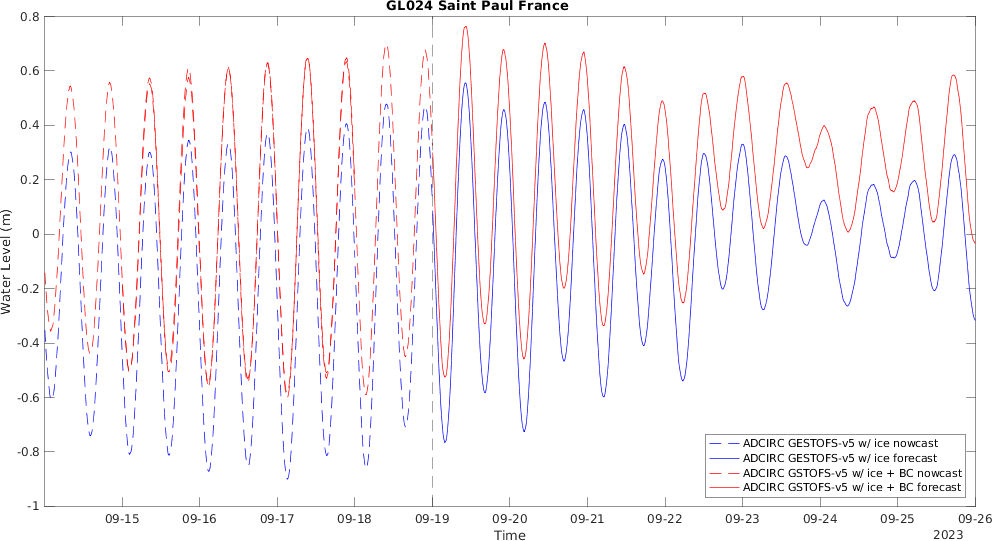 GL024 Saint Paul France
0.8
0.6
0.4
0.2
0
-0.2
-0.4
-0.6
-0.8
-1
Water Level (m)
ADCIRC GESTOFS-v5 w/ ice nowcast
ADCIRC GESTOFS-v5 w/ ice forecast
ADCIRC GSTOFS-v5 w/ ice + BC nowcast
ADCIRC GSTOFS-v5 w/ ice + BC forecast
09-15 09-16 09-17 09-18 09-19 09-20 09-21 09-22 09-23 09-24 09-25 09-26
Time
2023